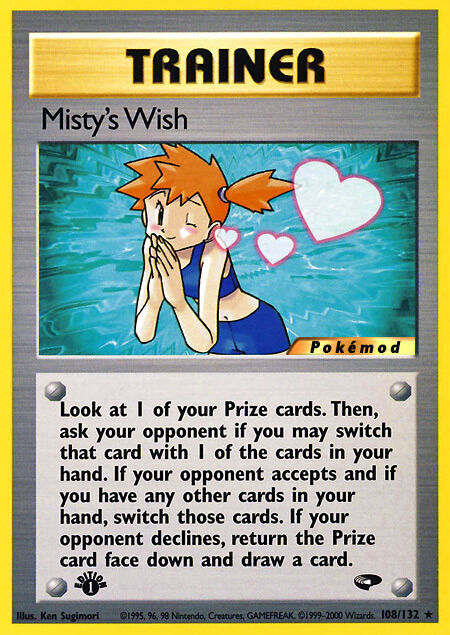 TRAINER
Misty's Wish
Pokémod
Look at 1 of your Prize cards. Then,
ask your opponent if you may switch
that card with 1 of the cards in your
hand. If your opponent accepts and if
you have any other cards in your
hand, switch those cards. If your
opponent declines, return the Prize
card face down and draw a card.
EDITION
1
Illus. Ken Sugimori ©1995, 96, 98 Nintendo, Creatures, GAMEFREAK. ©1999-2000 Wizards. 108/132 ★